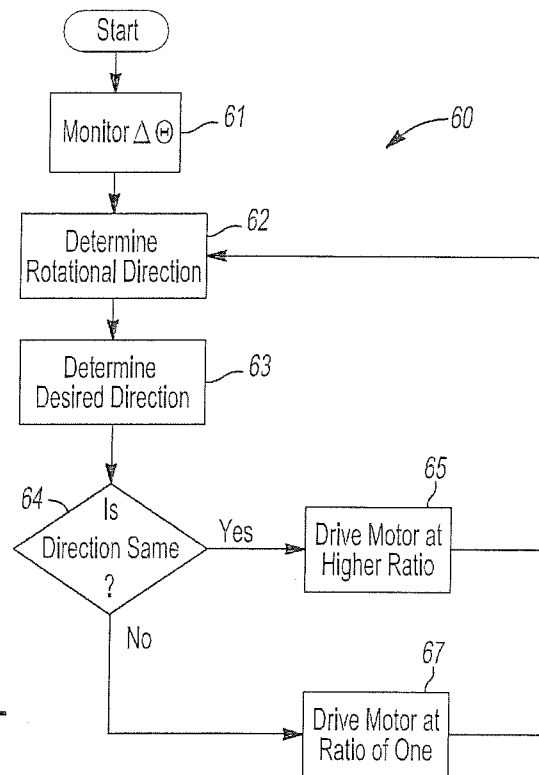 Start
Monitor Δ Θ
61
60
62
Determine
Rotational Direction
Determine
Desired Direction
63
64
Is
Direction Same
?
Yes
65
Drive Motor at
Higher Ratio
No
67
Drive Motor at
Ratio of One